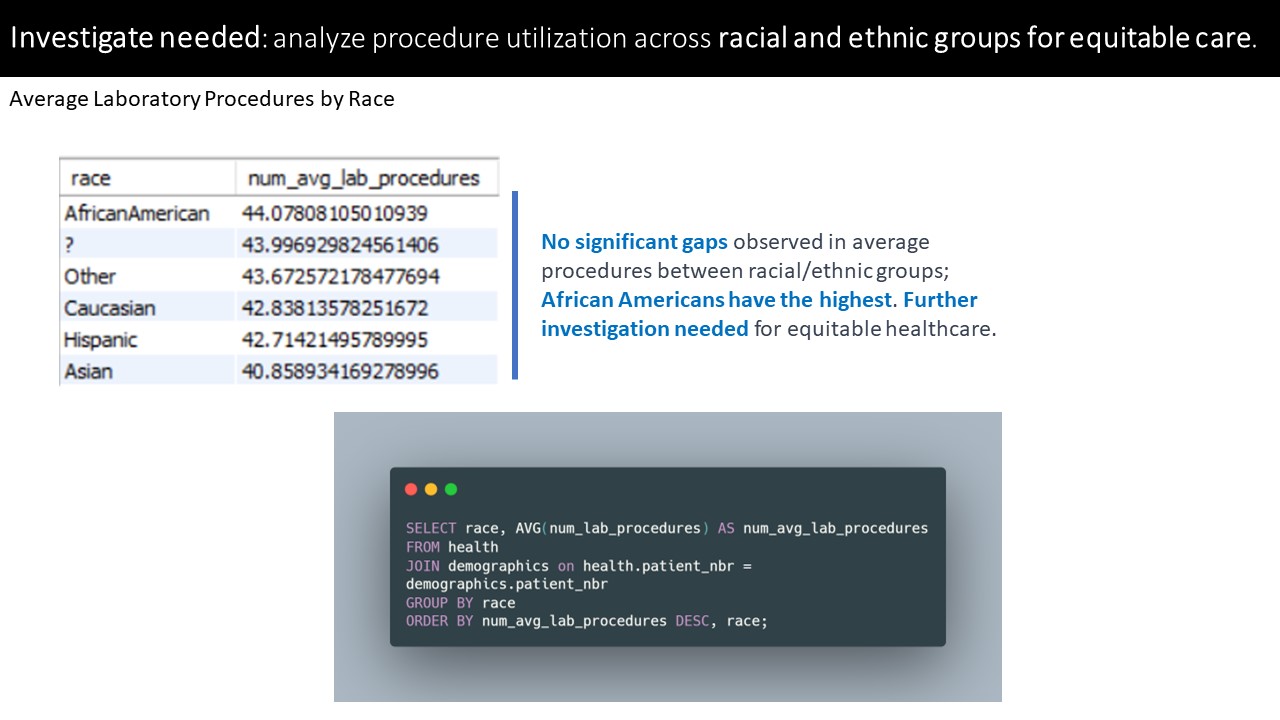 Investigate needed: analyze procedure utilization across racial and ethnic groups for equitable care.
Average Laboratory Procedures by Race
race num_avg_lab_procedures
AfricanAmerican 44.07808105010939
? 43.996929824561406
Other 43.672572178477694
Caucasian 42.83813578251672
Hispanic 42.71421495789995
Asian 40.858934169278996
No significant gaps observed in average
procedures between racial/ethnic groups;
African Americans have the highest. Further
investigation needed for equitable healthcare.
SELECT race, AVG(num_lab_procedures) AS num_avg_lab_procedures
FROM health
JOIN demographics on health.patient_nbr =
demographics.patient_nbr
GROUP BY race
ORDER BY num_avg_lab_procedures DESC, race;